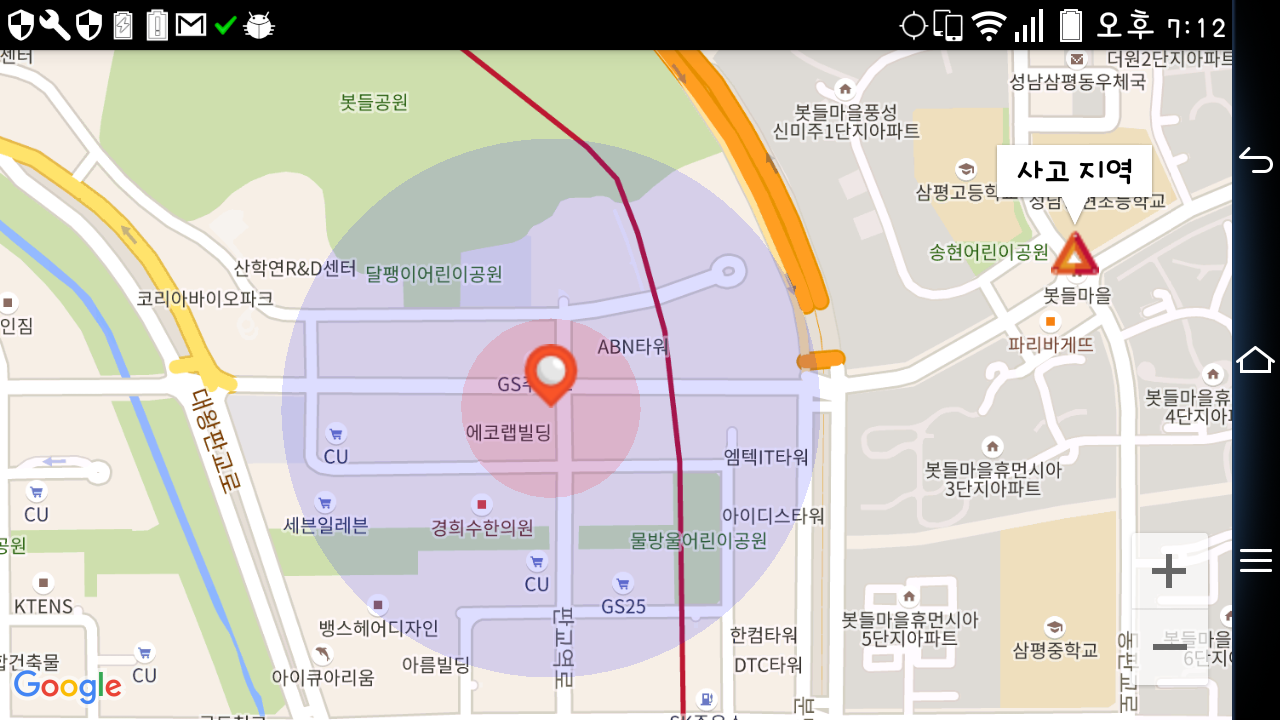 오후 7:12
센터
더원2단지아파트
성남삼평동우체국
봇들공원
봇들마을풍성
신미주1단지아파트
사고 지역
삼평고등학교
송현어린이공원
봇들마을
산학연R&D센터
달팽이어린이공원
코리아바이오파크
인짐
ABN타워
파리바게뜨
에코랩빌딩
대왕판교로
CU
엠텍IT타워
봇들마을휴먼시아
3단지아파트
봇들마을휴
4단지아파
CU
세븐일레븐
경희수한의원
아이디스타워
물방울어린이공원
공원
CU
GS25
KTENS
뱅스헤어디자인
판교역로
한컴타워
DTC타워
봇들마을휴먼시아
5단지아파트
삼평중학교
동판교로
봇들마을
6단지
합건축물
CU
아이큐아리움
아름빌딩
Google